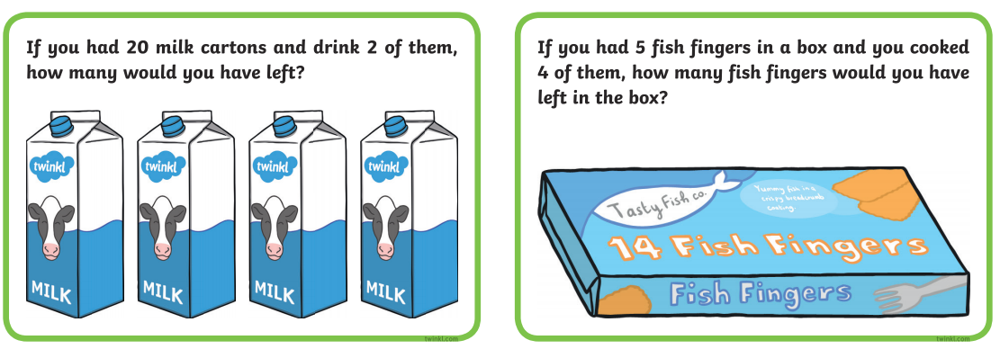 If you had 20 milk cartons and drink 2 of them,
how many would you have left?
twinkl
twinkl
twinkl
twinkl
MILK
MILK
MILK
MILK
twinkl.com
If you had 5 fish fingers in a box and you cooked
4 of them, how many fish fingers would you have
left in the box?
Tasty Fish co.
Yummy fish in a
crispy breadcrumb
coating.
14 Fish Fingers
Fish Fingers
twinkl.com